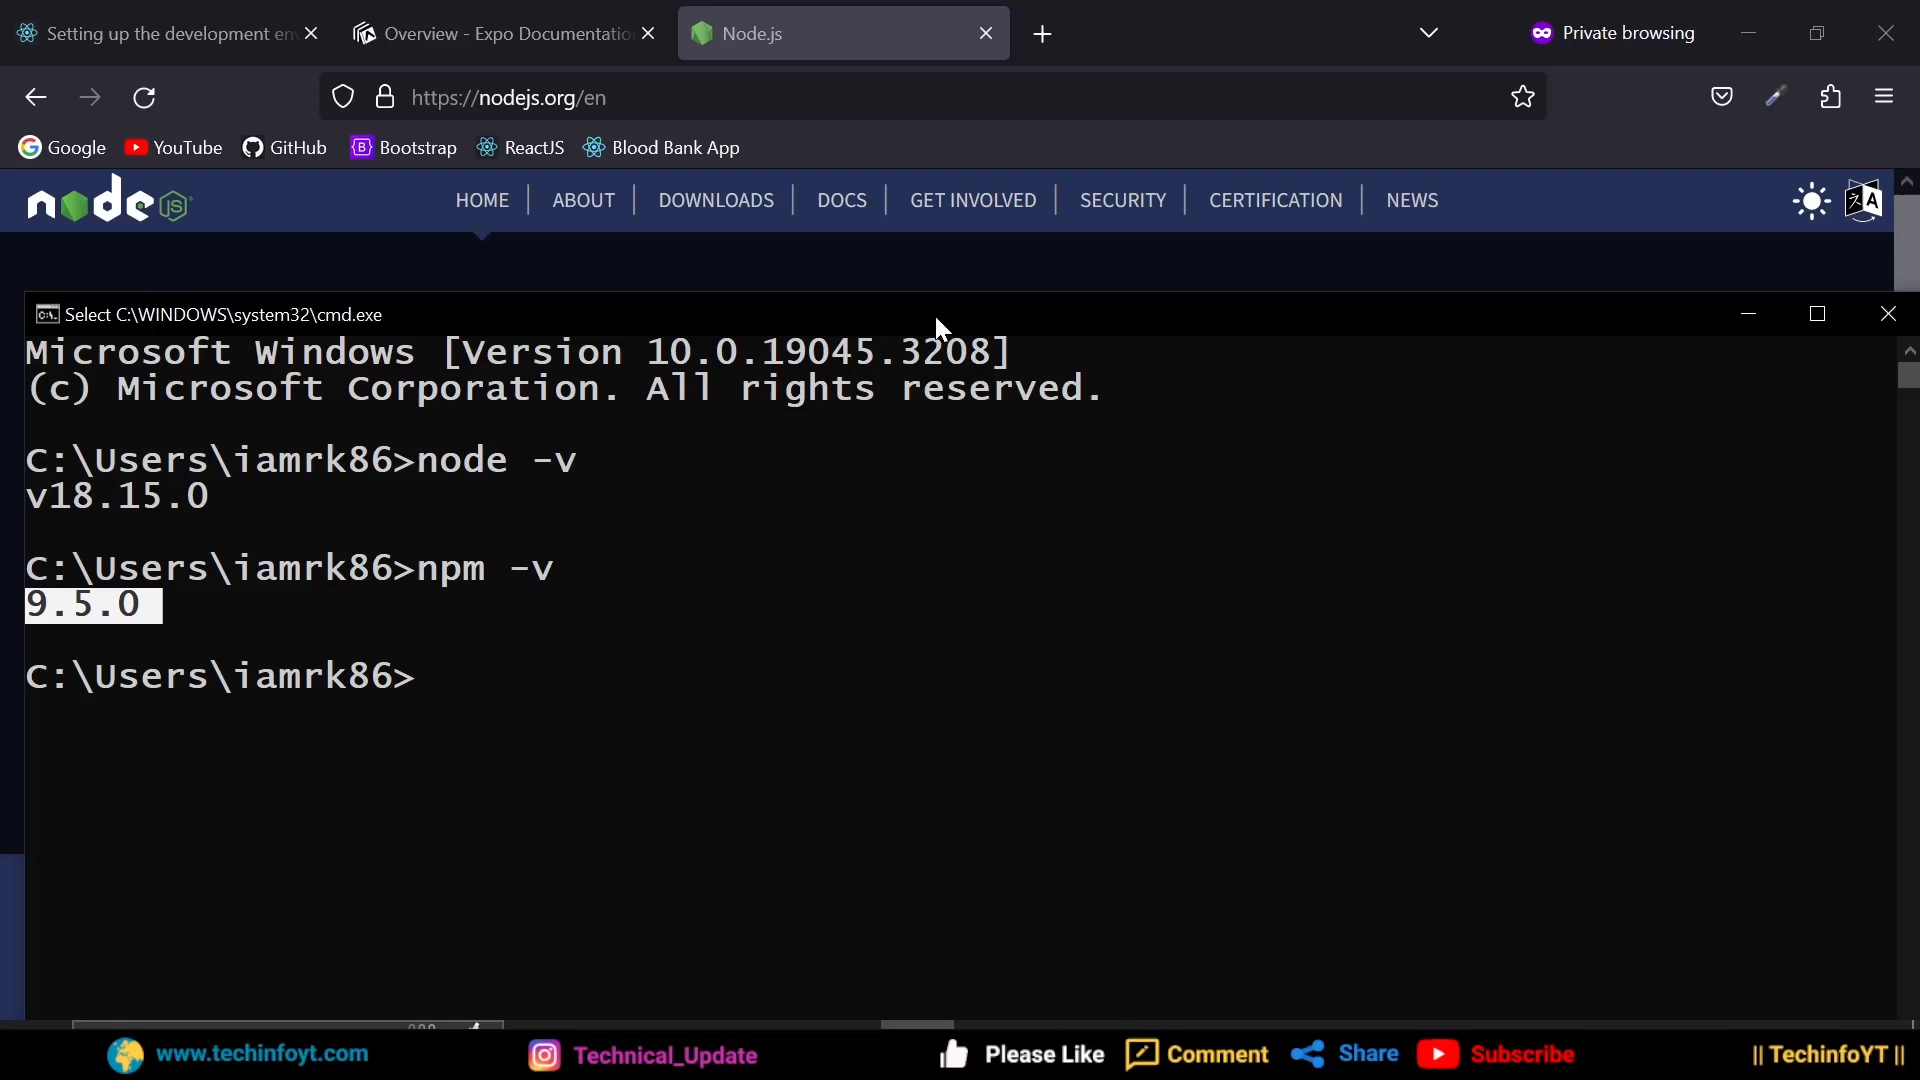 Setting up the development en
Overview - Expo Documentatio
Node.js
Private browsing
https://nodejs.org/en
Google
YouTube
GitHub
Bootstrap
ReactJS
Blood Bank App
node JS
HOME
ABOUT
DOWNLOADS
DOCS
GET INVOLVED
SECURITY
CERTIFICATION
NEWS
Select C:\WINDOWS\system32\cmd.exe
Microsoft Windows [Version 10.0.19045.3208]
(c) Microsoft Corporation. All rights reserved.
C:\Users\iamrk86>node -v
v18.15.0
C:\Users\iamrk86>npm -v
9.5.0
C:\Users\iamrk86>
www.techinfoyt.com
Technical_Update
Please Like
Comment
Share
Subscribe
|| TechinfoYT ||